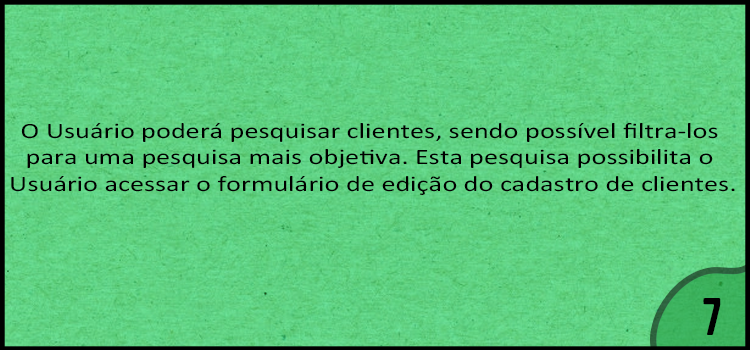 O Usuário poderá pesquisar clientes, sendo possível filtra-los
para uma pesquisa mais objetiva. Esta pesquisa possibilita o
Usuário acessar o formulário de edição do cadastro de clientes.
7